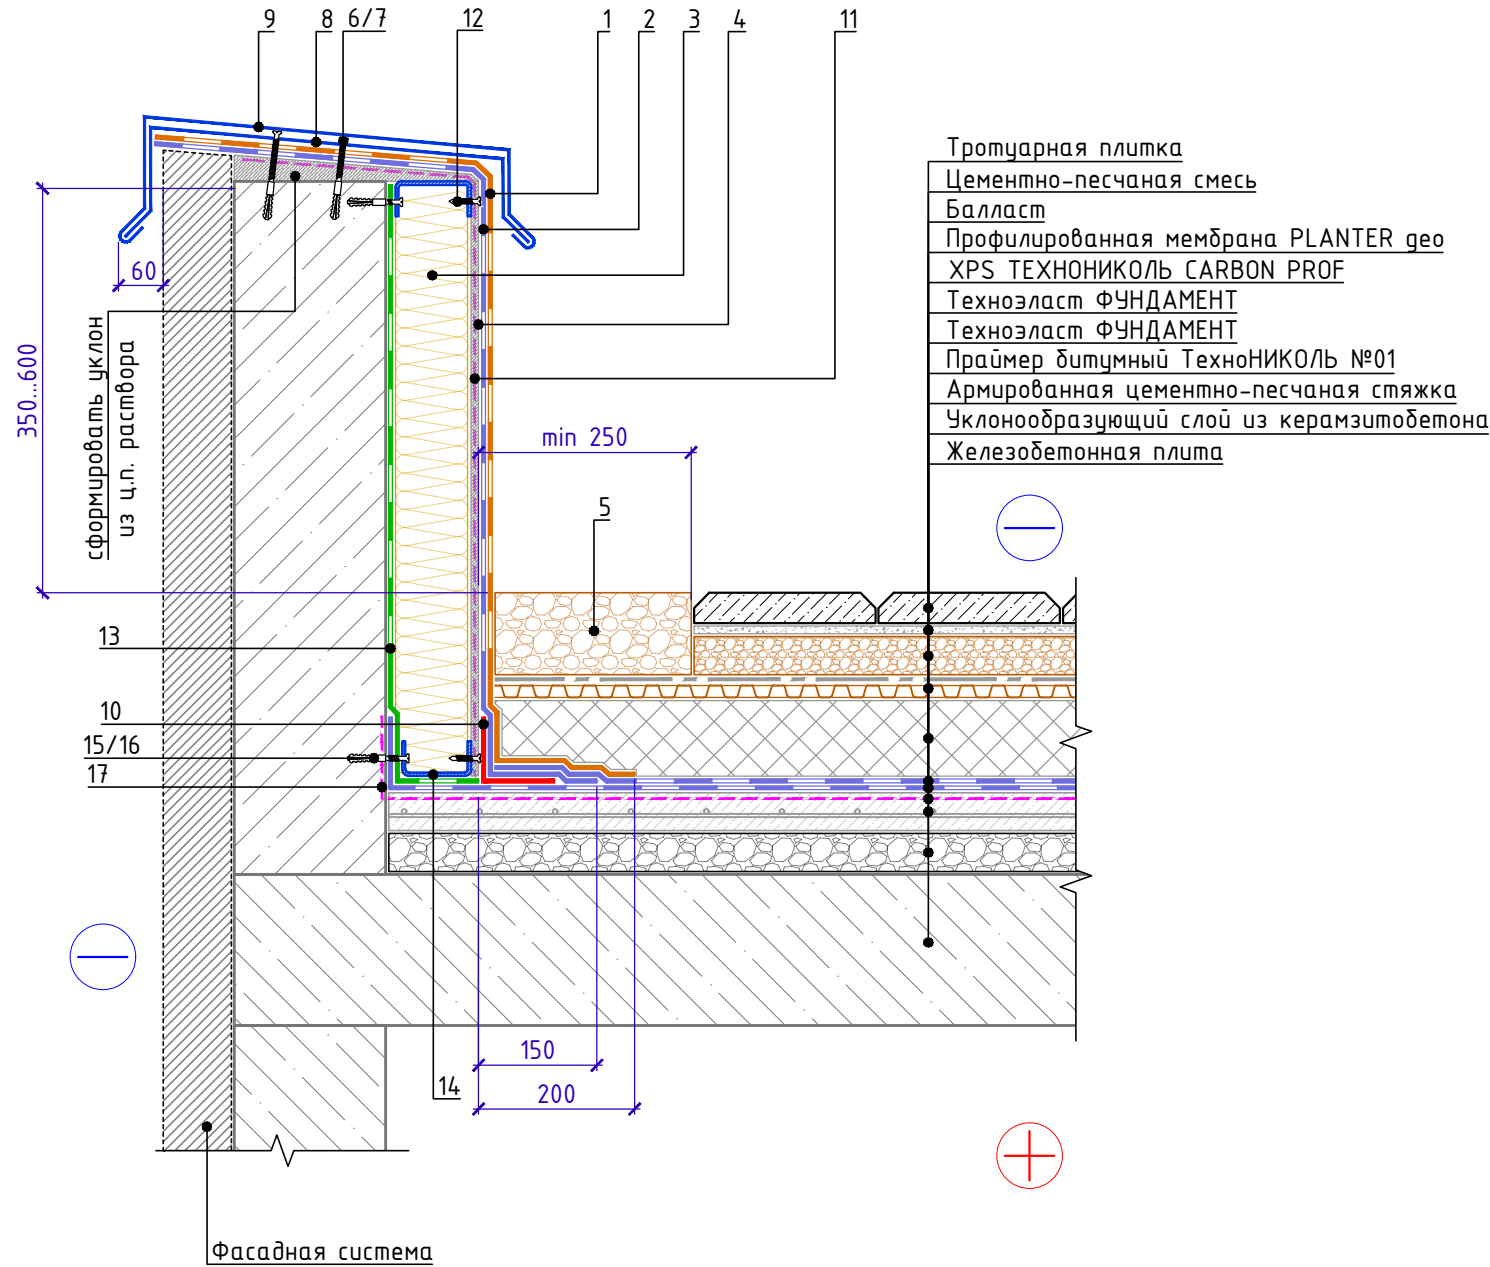 9 8 6/7 12 1 2 3 4 11
Тротуарная плитка
Цементно-песчаная смесь
Балласт
Профилированная мембрана PLANTER geo
XPS ТЕХНОНИКОЛЬ CARBON PROF
Техноэласт ФУНДАМЕНТ
Техноэласт ФУНДАМЕНТ
Праймер битумный ТехноНИКОЛЬ №01
Армированная цементно-песчаная стяжка
Уклонообразующий слой из керамзитобетона
Железобетонная плита
60
350...600
сформировать уклон
из ц.п. раствора
min 250
5
13
10
15/16
17
150
14
200
Фасадная система